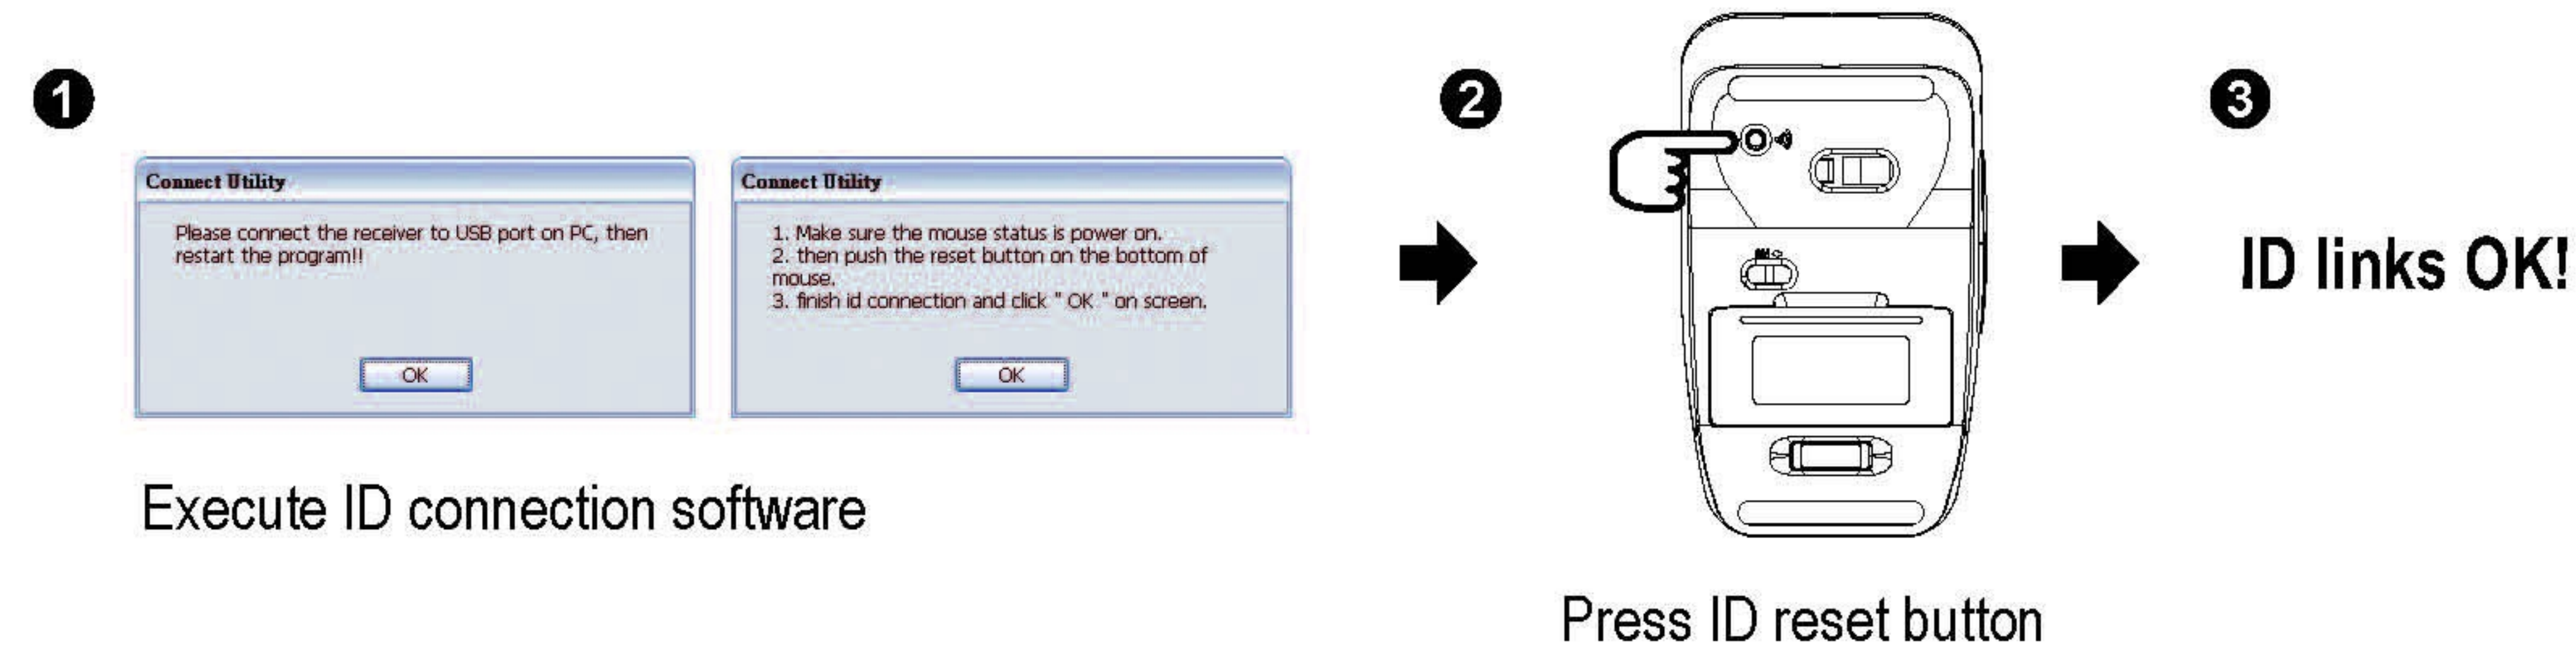 1
Connect Utility
Please connect the receiver to USB port on PC, then
restart the program!!
OK
Connect Utility
1. Make sure the mouse status is power on.
2. then push the reset button on the bottom of
mouse.
3. finish id connection and click " OK " on screen.
OK
Execute ID connection software
2
Press ID reset button
3
ID links OK!